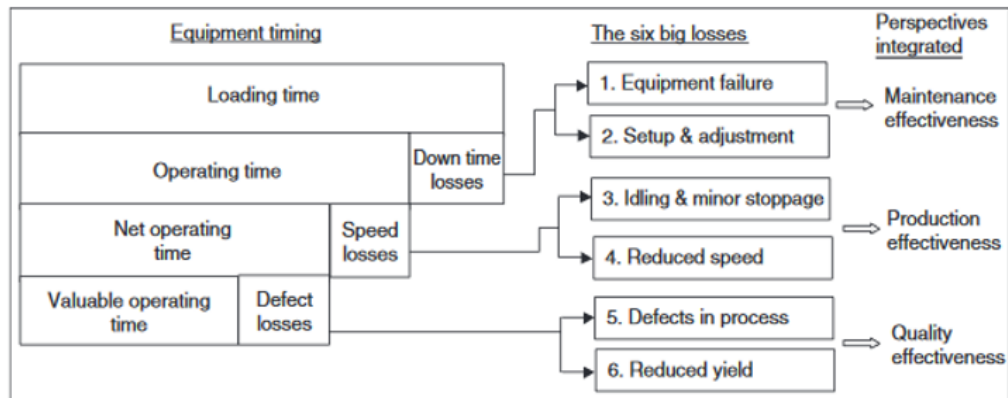 Equipment timing
The six big losses
Perspectives
integrated
Loading time
1. Equipment failure
Maintenance
effectiveness
2. Setup & adjustment
Operating time
Down time
losses
3. Idling & minor stoppage
Net operating
time
Speed
losses
Production
effectiveness
4. Reduced speed
Valuable operating
time
Defect
losses
5. Defects in process
Quality
effectiveness
6. Reduced yield